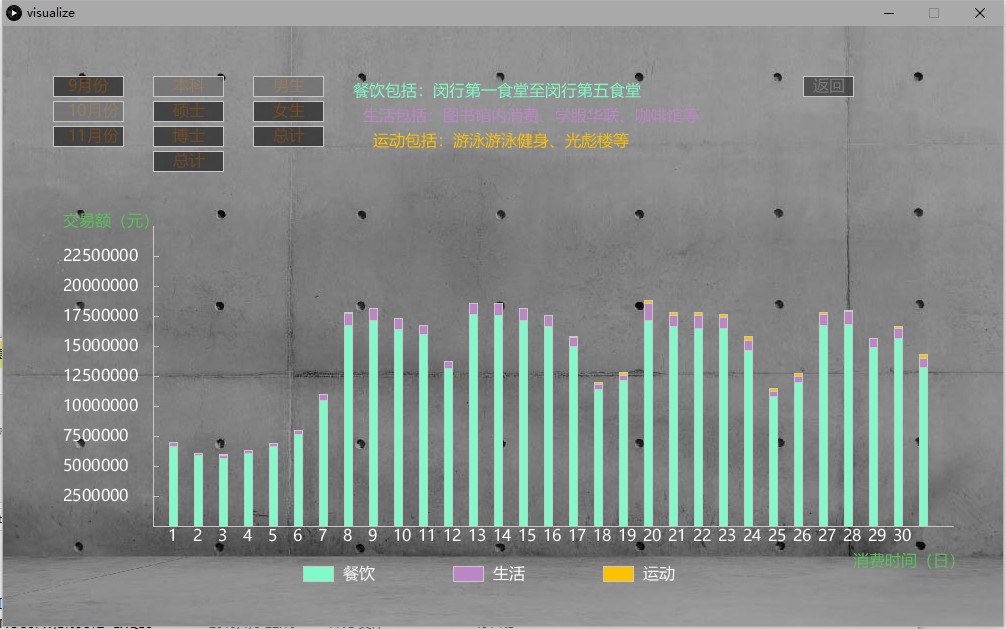 visualize
9月份
本科
男生
餐饮包括：闵行第一食堂至闵行第五食堂
返回
10月份
硕士
女生
生活包括：图书馆内消费、学服华联、咖啡馆等
11月份
博士
总计
运动包括：游泳游泳健身、光彪楼等
总计
交易额（元）
22500000
20000000
17500000
15000000
12500000
10000000
7500000
5000000
2500000
1 2 3 4 5 6 7 8 9 10 11 12 13 14 15 16 17 18 19 20 21 22 23 24 25 26 27 28 29 30
消费时间（日）
餐饮 生活 运动